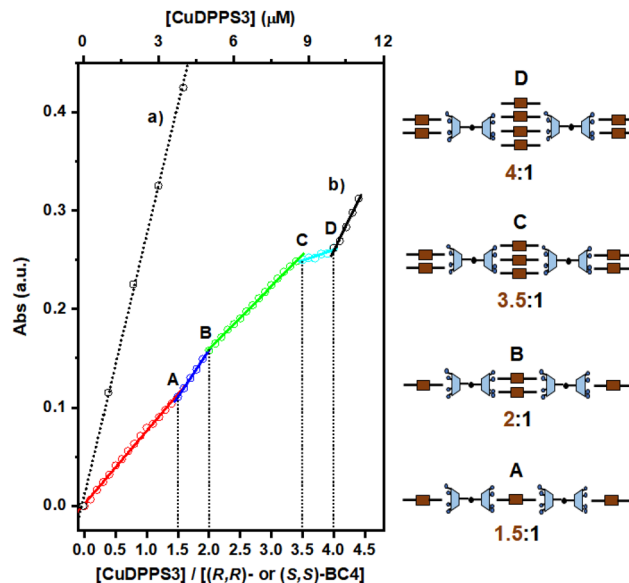 [CuDPPS3] (μM)
0 3 6 9 12
Abs (a.u.)
0.4
0.3
0.2
0.1
0.0
a)
b)
A
B
C
D
0.0 0.5 1.0 1.5 2.0 2.5 3.0 3.5 4.0 4.5
[CuDPPS3] / [(R,R)- or (S,S)-BC4]
D
4:1
C
3.5:1
B
2:1
A
1.5:1